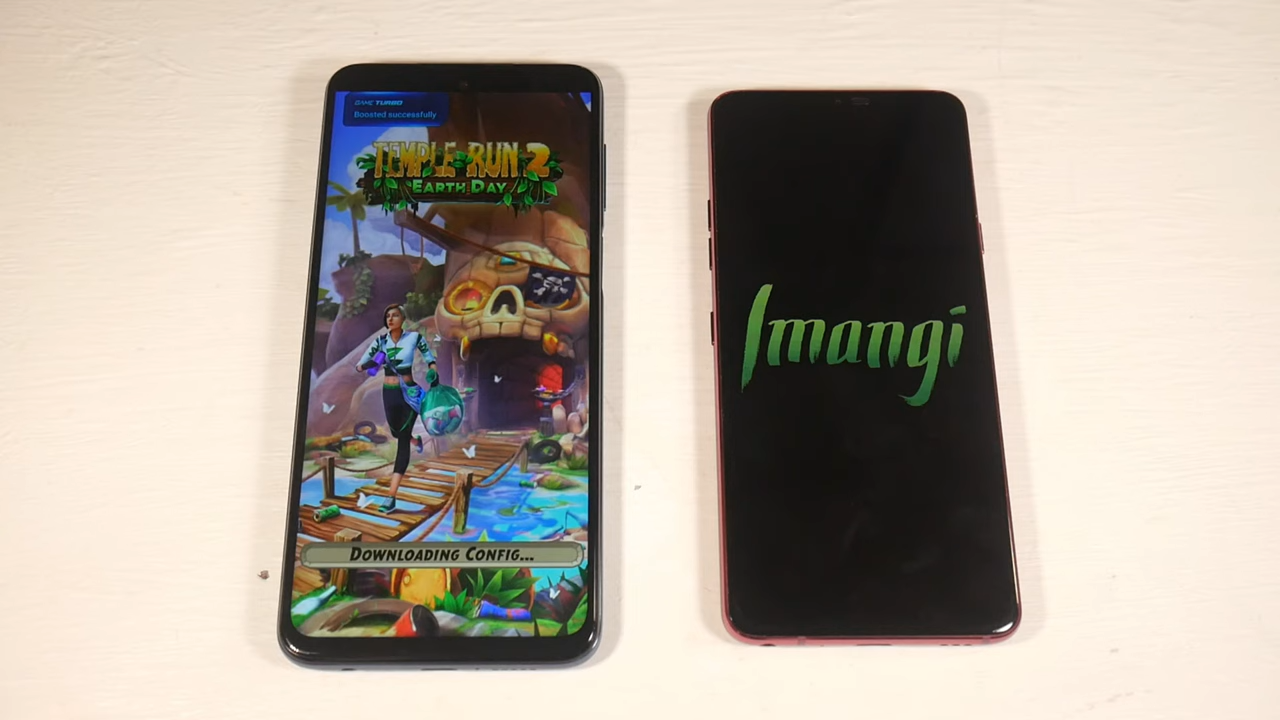 GAME TURBO
Boosted successfully
TEMPLE RUN 2
EARTH DAY
DOWNLOADING CONFIG...
Imangi